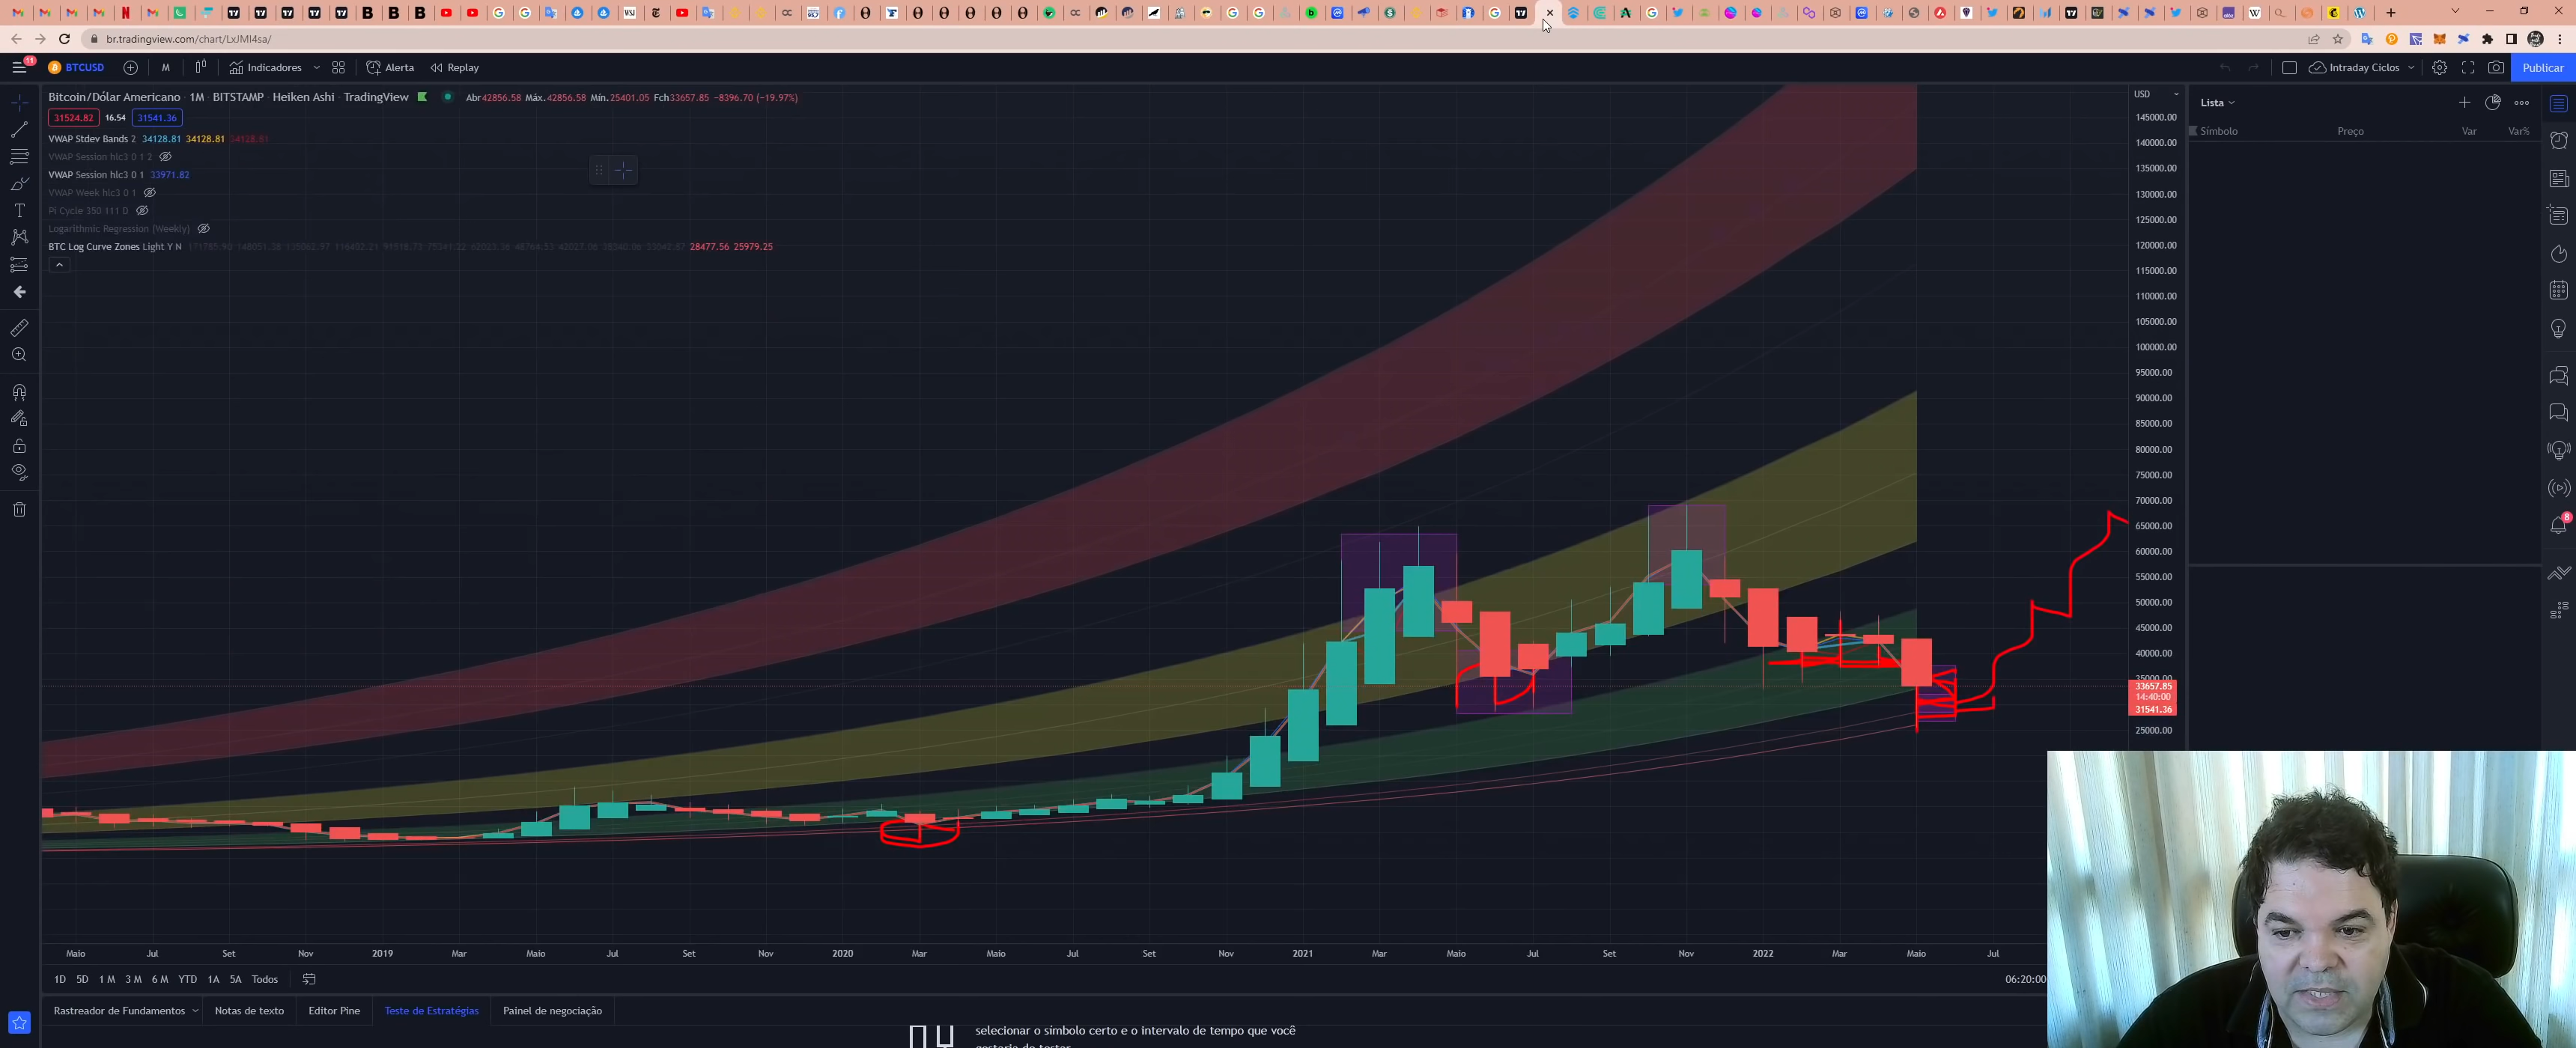 br.tradingview.com/chart/LxJMI4sa/
11
BTCUSD
M
Indicadores
Alerta
Replay
Intraday Ciclos
Publicar
Bitcoin/Dólar Americano · 1M · BITSTAMP · Heiken Ashi · TradingView
Abr42856.58 Máx.42856.58 Mín.25401.05 Fch33657.85 −8396.70 (−19.97%)
31524.82 16.54 31541.36
VWAP Stdev Bands 2 34128.81 34128.81 34128.81
VWAP Session hlc3 0 1 2
VWAP Session hlc3 0 1 33971.82
VWAP Week hlc3 0 1
Pi Cycle 350 111 D
Logarithmic Regression (Weekly)
BTC Log Curve Zones Light Y N 28477.56 25979.25
USD
145000.00
140000.00
135000.00
130000.00
125000.00
120000.00
115000.00
110000.00
105000.00
100000.00
95000.00
90000.00
85000.00
80000.00
75000.00
70000.00
65000.00
60000.00
55000.00
50000.00
45000.00
40000.00
35000.00
33657.85
14:40:00
31541.36
25000.00
Lista
Símbolo Preço Var Var%
8
Maio Jul Set Nov 2019 Mar Maio Jul Set Nov 2020 Mar Maio Jul Set Nov 2021 Mar Maio Jul Set Nov 2022 Mar Maio Jul
1D 5D 1 M 3 M 6 M YTD 1A 5A Todos
06:20:00
Rastreador de Fundamentos
Notas de texto
Editor Pine
Teste de Estratégias
Painel de negociação
selecionar o símbolo certo e o intervalo de tempo que você